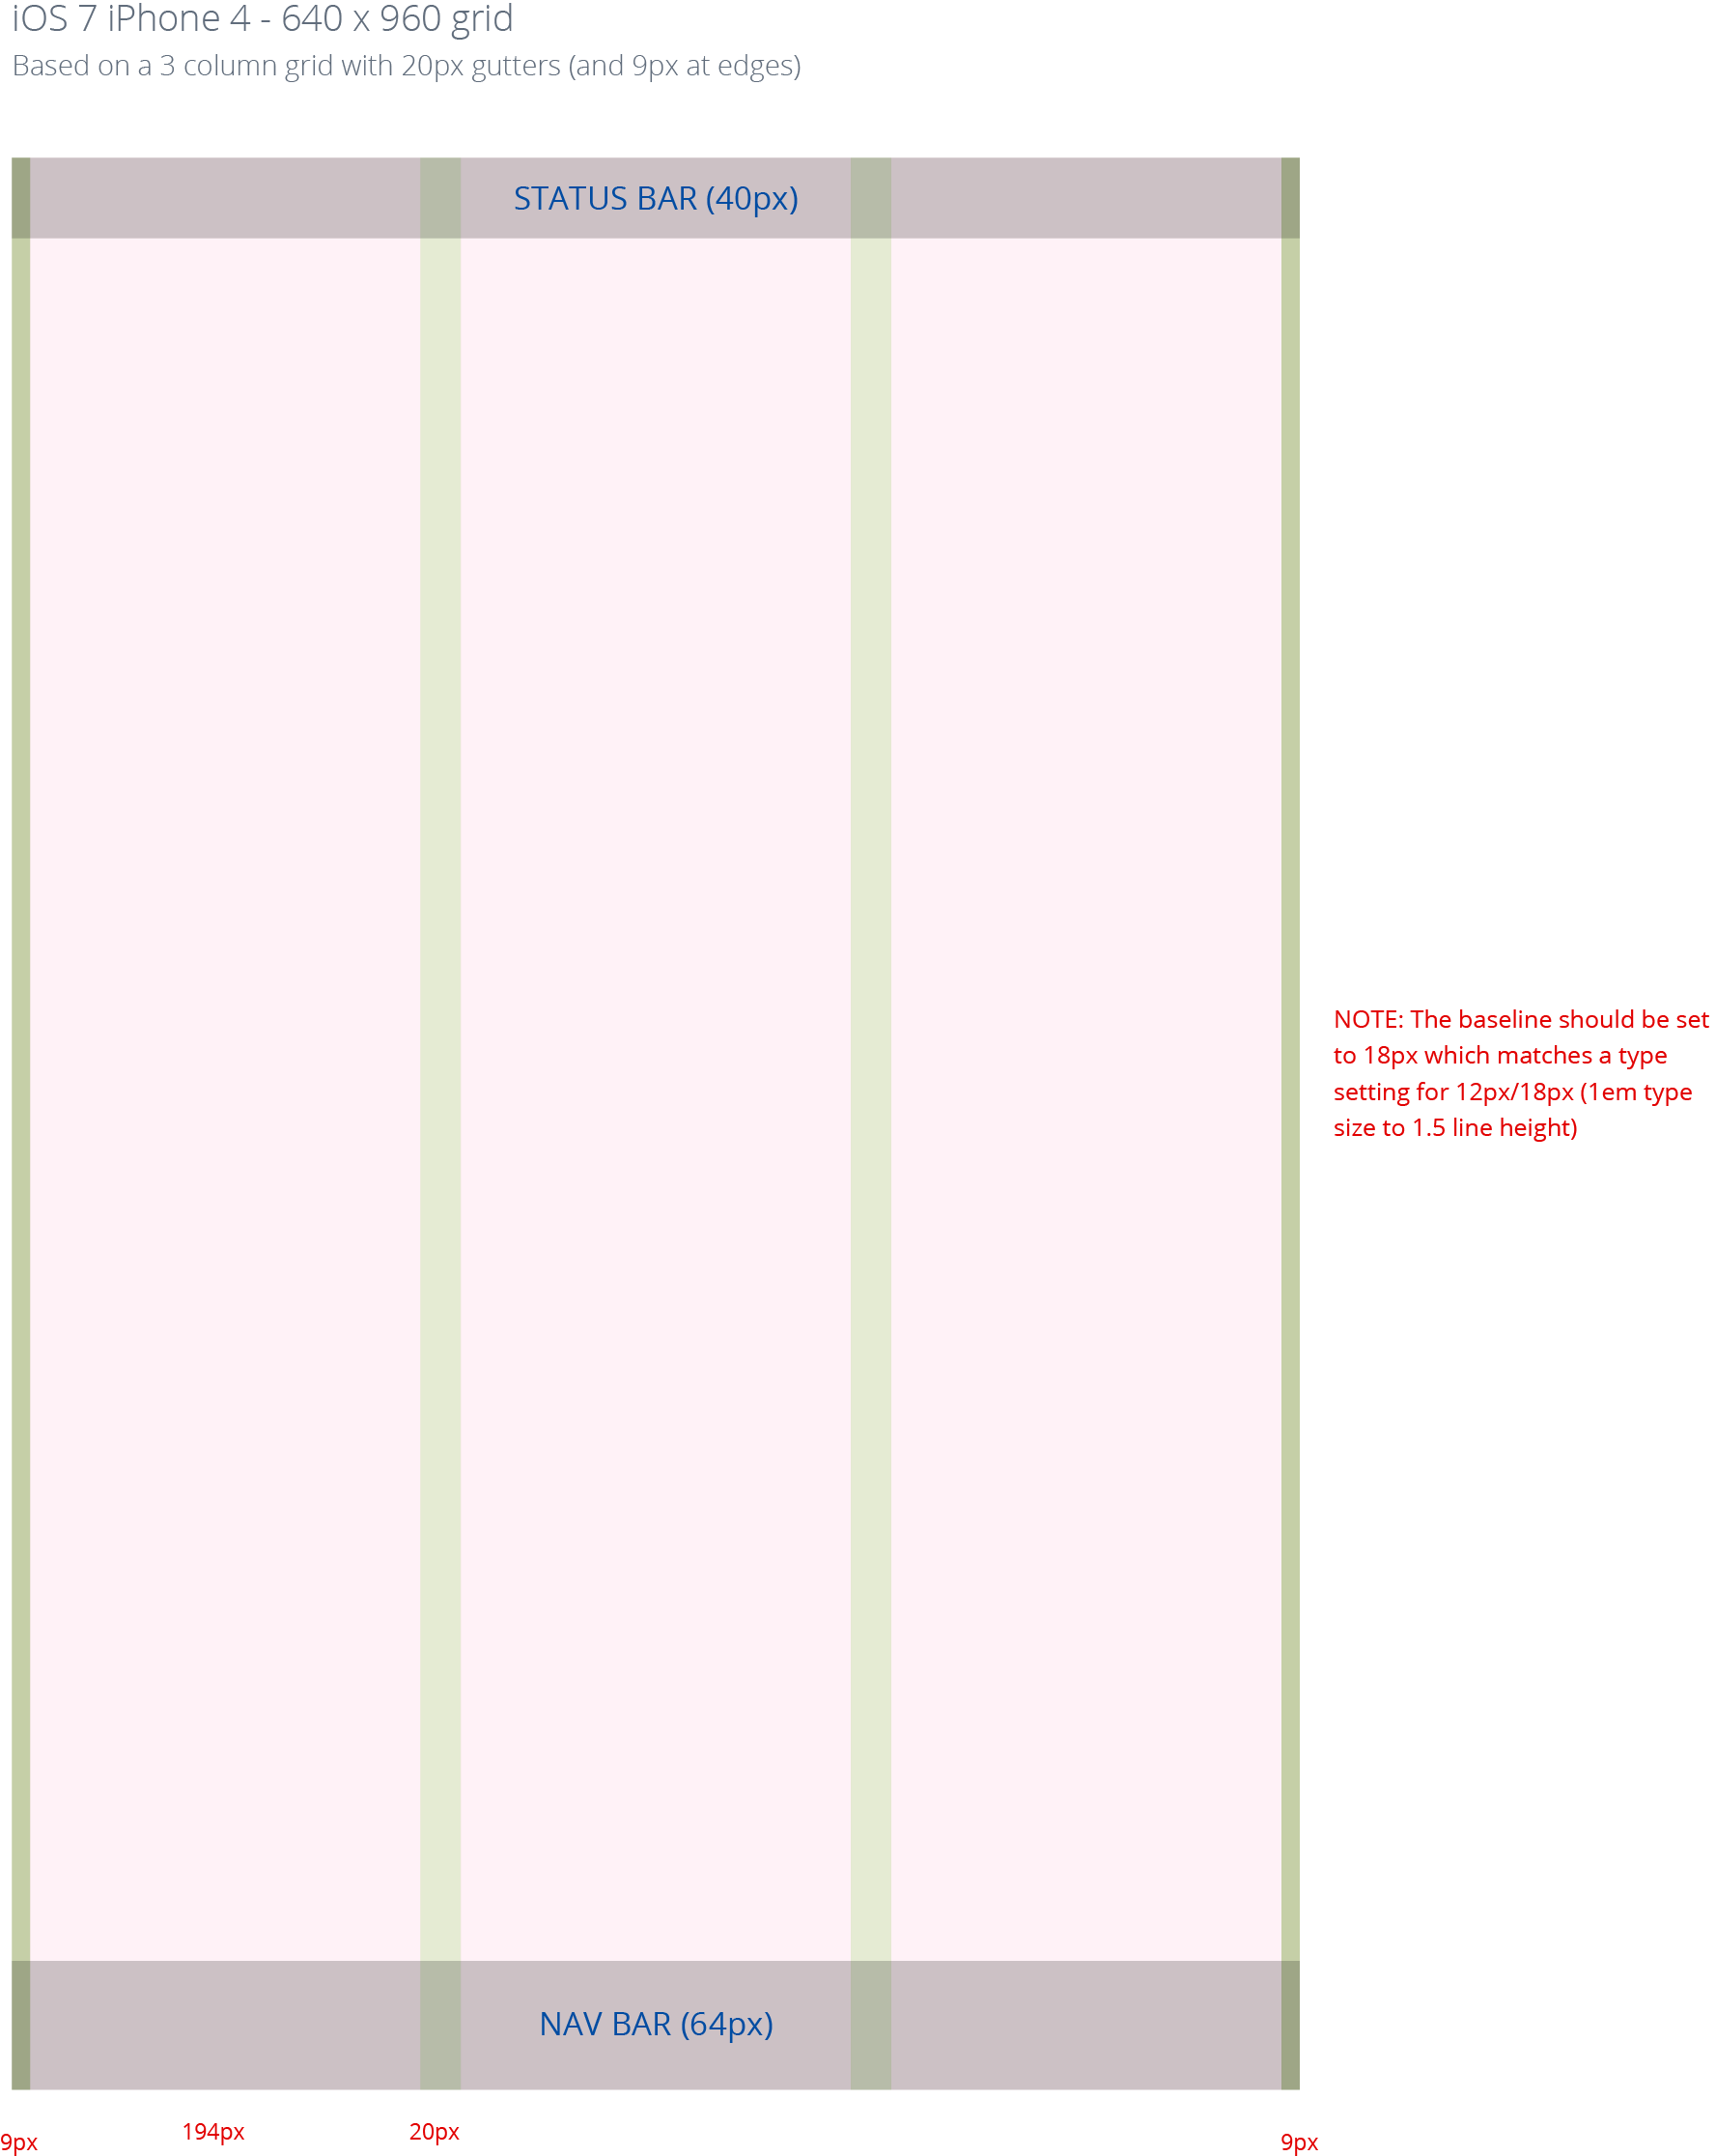 iOS 7 iPhone 4 - 640 x 960 grid
Based on a 3 column grid with 20px gutters (and 9px at edges)
STATUS BAR (40px)
NOTE: The baseline should be set
to 18px which matches a type
setting for 12px/18px (1em type
size to 1.5 line height)
NAV BAR (64px)
9px
194px
20px
9px